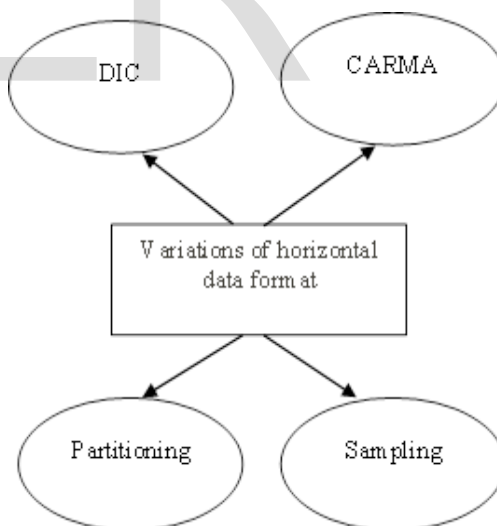 DIC
CARMA
Variations of horizontal
data format
Partitioning
Sampling